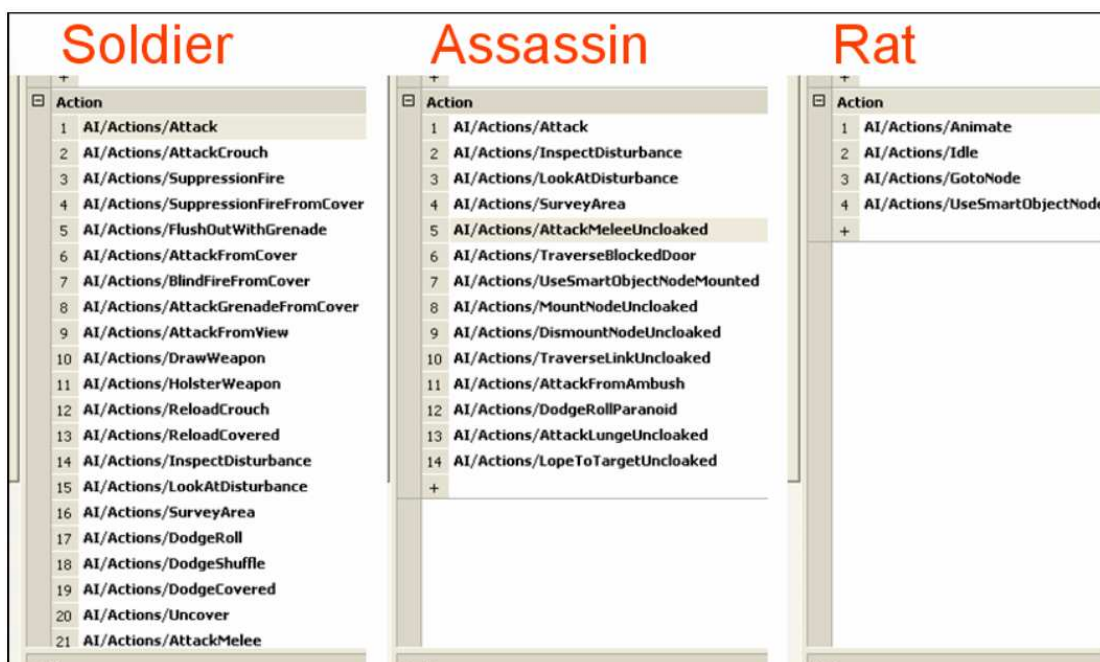 Soldier
+
Action
1 AI/Actions/Attack
2 AI/Actions/AttackCrouch
3 AI/Actions/SuppressionFire
4 AI/Actions/SuppressionFireFromCover
5 AI/Actions/FlushOutWithGrenade
6 AI/Actions/AttackFromCover
7 AI/Actions/BlindFireFromCover
8 AI/Actions/AttackGrenadeFromCover
9 AI/Actions/AttackFromView
10 AI/Actions/DrawWeapon
11 AI/Actions/HolsterWeapon
12 AI/Actions/ReloadCrouch
13 AI/Actions/ReloadCovered
14 AI/Actions/InspectDisturbance
15 AI/Actions/LookAtDisturbance
16 AI/Actions/SurveyArea
17 AI/Actions/DodgeRoll
18 AI/Actions/DodgeShuffle
19 AI/Actions/DodgeCovered
20 AI/Actions/Uncover
21 AI/Actions/AttackMelee
Assassin
+
Action
1 AI/Actions/Attack
2 AI/Actions/InspectDisturbance
3 AI/Actions/LookAtDisturbance
4 AI/Actions/SurveyArea
5 AI/Actions/AttackMeleeUncloaked
6 AI/Actions/TraverseBlockedDoor
7 AI/Actions/UseSmartObjectNodeMounted
8 AI/Actions/MountNodeUncloaked
9 AI/Actions/DismountNodeUncloaked
10 AI/Actions/TraverseLinkUncloaked
11 AI/Actions/AttackFromAmbush
12 AI/Actions/DodgeRollParanoid
13 AI/Actions/AttackLungeUncloaked
14 AI/Actions/LopeToTargetUncloaked
+
Rat
+
Action
1 AI/Actions/Animate
2 AI/Actions/Idle
3 AI/Actions/GotoNode
4 AI/Actions/UseSmartObjectNode
+